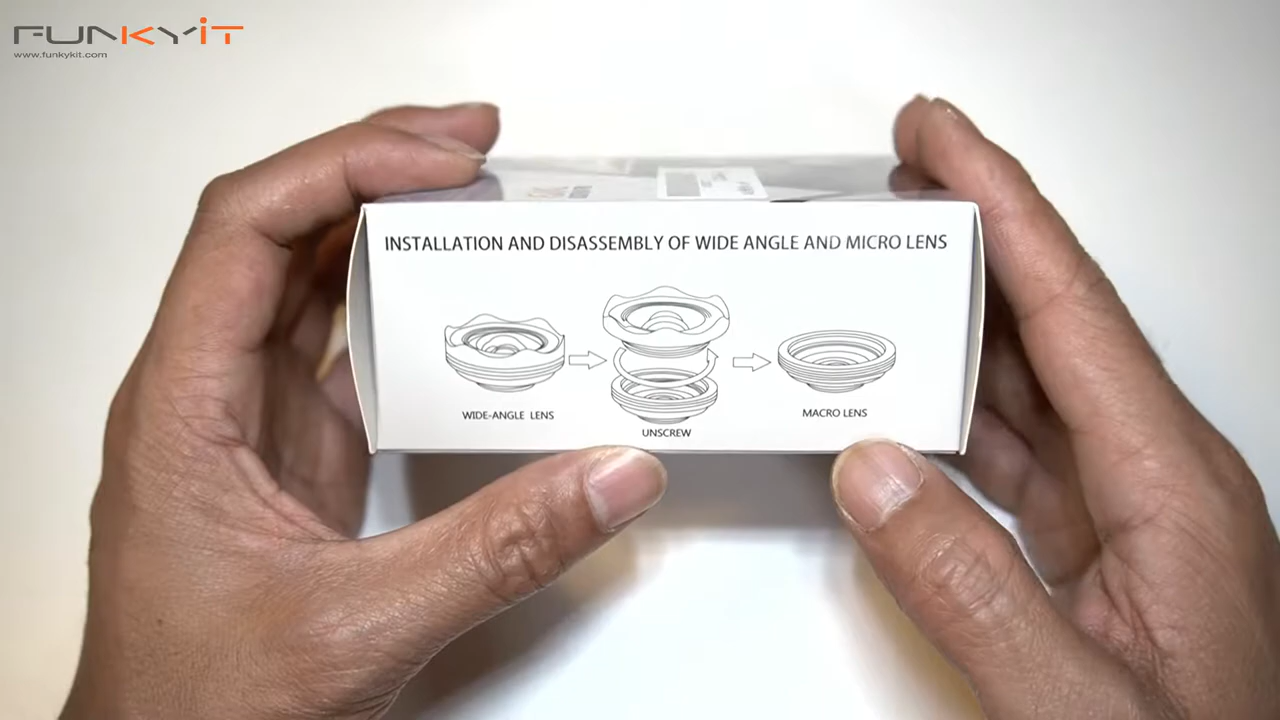 FUNKYIT
www.funkykit.com
INSTALLATION AND DISASSEMBLY OF WIDE ANGLE AND MICRO LENS
WIDE-ANGLE LENS
UNSCREW
MACRO LENS